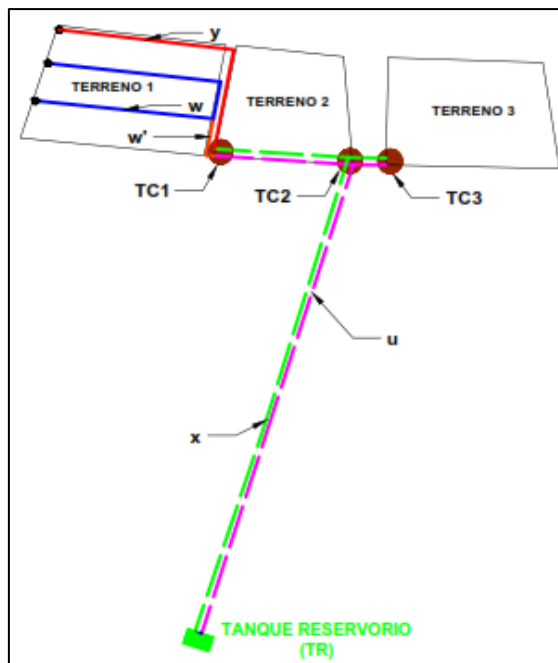 y
TERRENO 1
w
w'
TERRENO 2
TERRENO 3
TC1
TC2
TC3
u
x
TANQUE RESERVORIO
(TR)